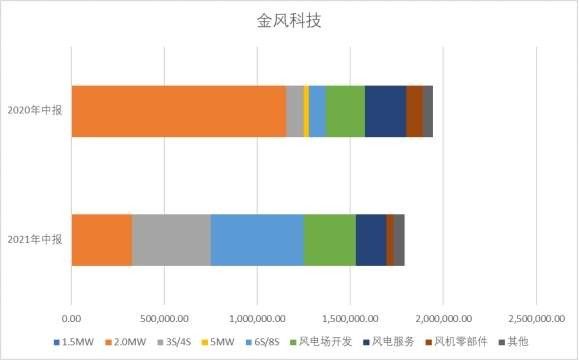 金风科技
2020年中报
2021年中报
0.00 500,000.00 1,000,000.00 1,500,000.00 2,000,000.00 2,500,000.00
1.5MW 2.0MW 3S/4S 5MW 6S/8S 风电场开发 风电服务 风机零部件 其他